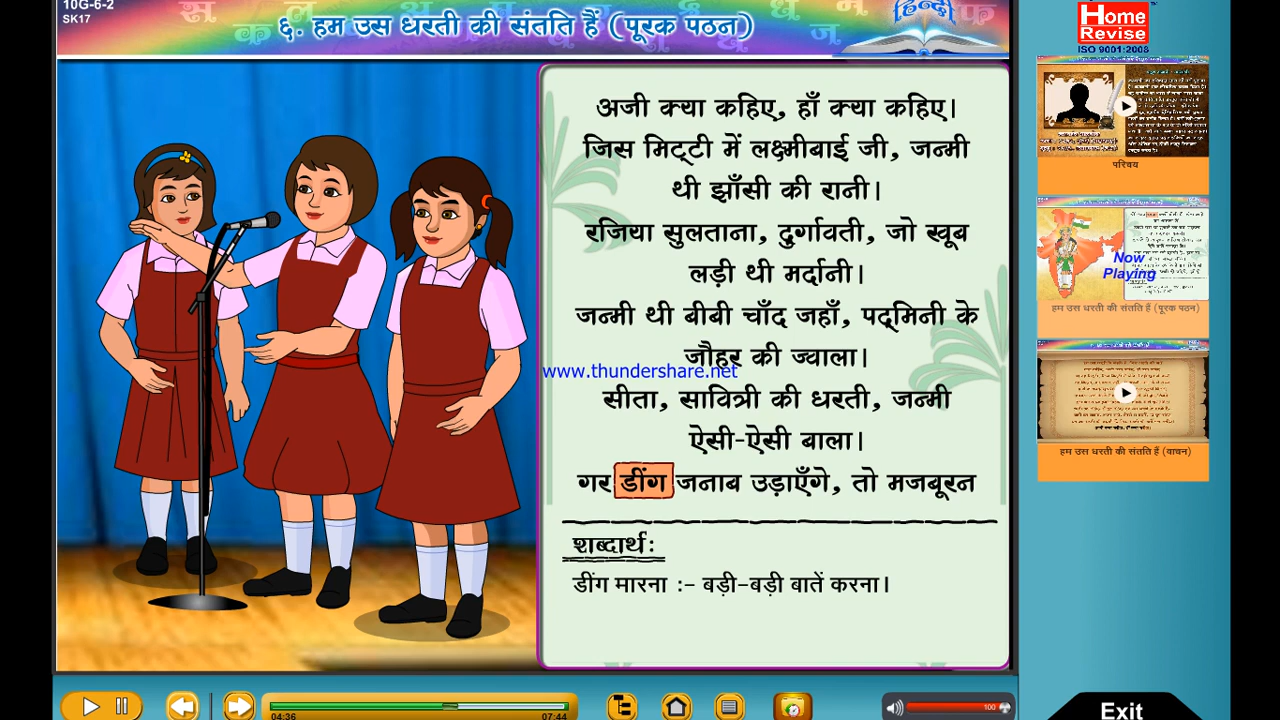 10G-6-2
SK17
६. हम उस धरती की संतति हैं (पूरक पठन)
हिन्दी
Home
Revise
ISO 9001:2008
अजी क्या कहिए, हाँ क्या कहिए।
जिस मिट्टी में लक्ष्मीबाई जी, जन्मी
थी झाँसी की रानी।
रजिया सुलताना, दुर्गावती, जो खूब
लड़ी थी मर्दानी।
जन्मी थी बीबी चाँद जहाँ, पद्मिनी के
जौहर की ज्वाला।
www.thundershare.net
सीता, सावित्री की धरती, जन्मी
ऐसी-ऐसी बाला।
गर डींग जनाब उड़ाएँगे, तो मजबूरन
शब्दार्थ:
डींग मारना :- बड़ी-बड़ी बातें करना।
परिचय
Now
Playing
हम उस धरती की संतति हैं (पूरक पठन)
हम उस धरती की संतति हैं (वाचन)
04:36
07:44
100
Exit